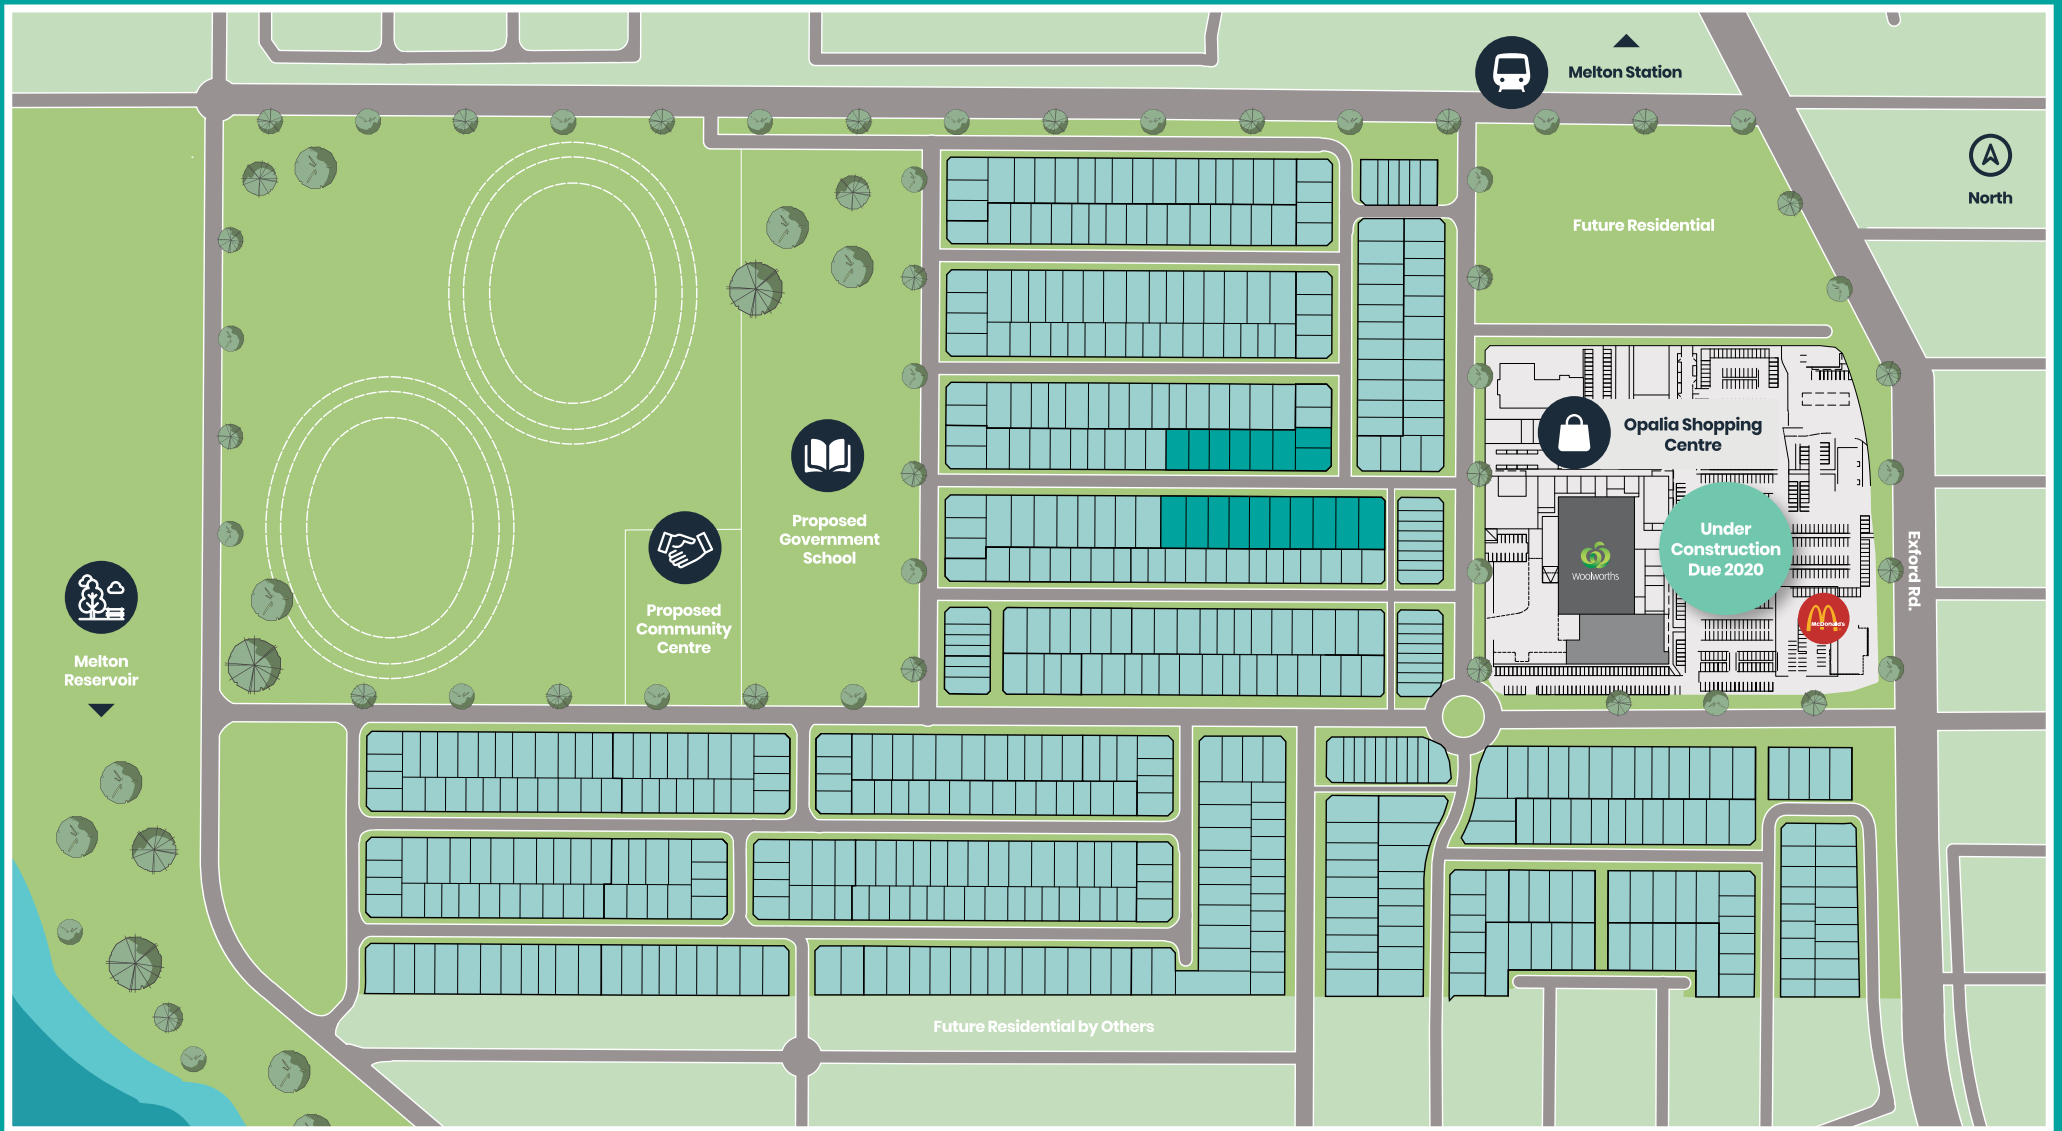 Melton Station
North
Future Residential
Opalia Shopping
Centre
Under
Construction
Due 2020
Woolworths
McDonald's
Exford Rd.
Proposed
Government
School
Proposed
Community
Centre
Melton
Reservoir
Future Residential by Others